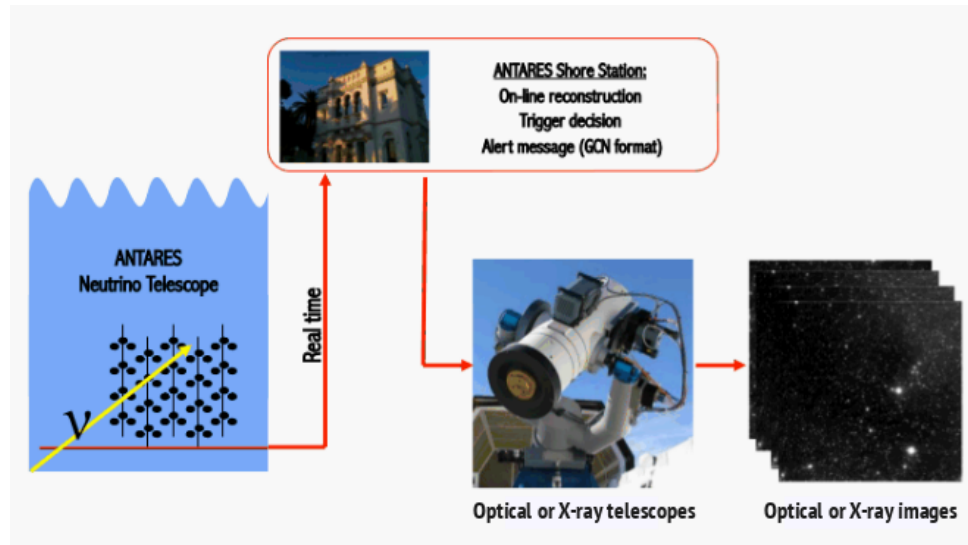 ANTARES Shore Station:
On-line reconstruction
Trigger decision
Alert message (GCN format)
ANTARES
Neutrino Telescope
ν
Real time
Optical or X-ray telescopes
Optical or X-ray images